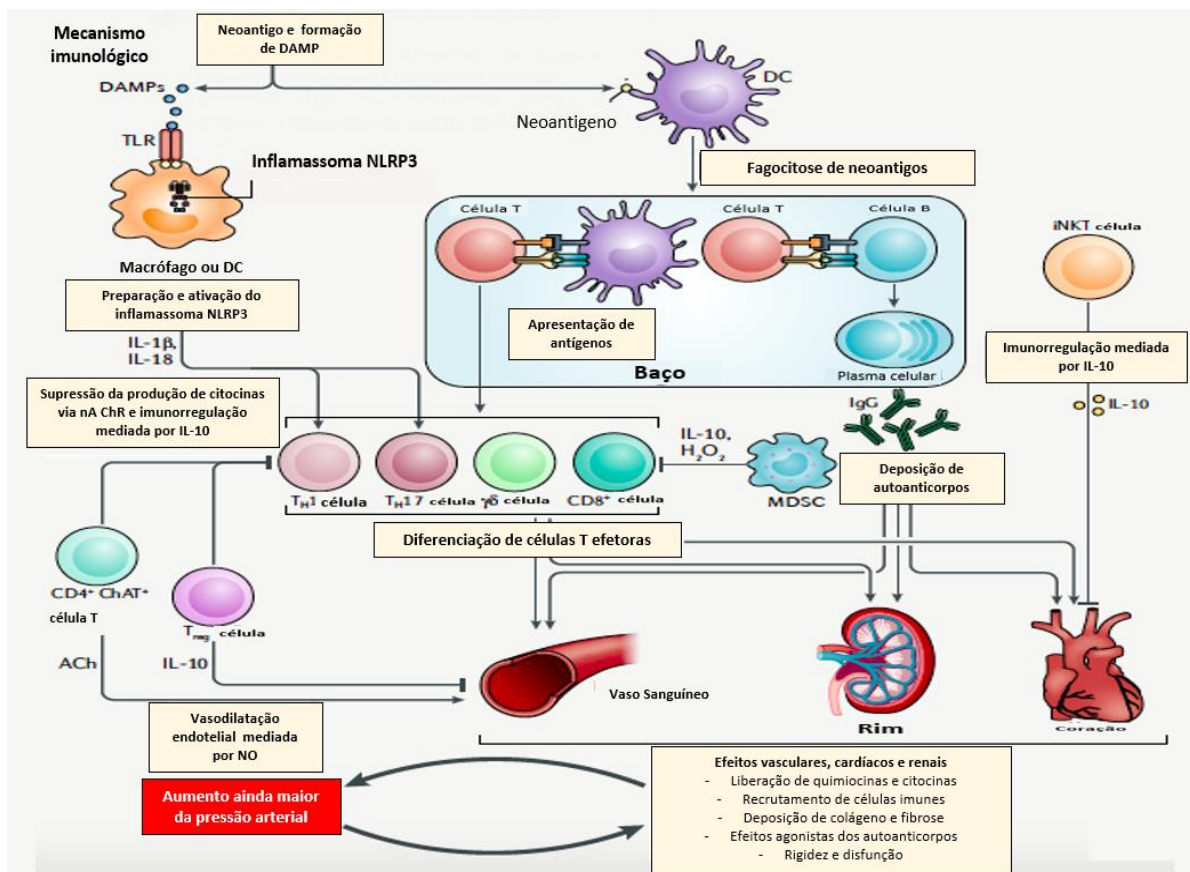 Mecanismo
imunológico
Neoantigo e formação
de DAMP
DAMPs
DC
Neoantigeno
TLR
Inflamassoma NLRP3
Fagocitose de neoantigos
Célula T
Célula T
Célula B
iNKT célula
Macrófago ou DC
Preparação e ativação do
inflamassoma NLRP3
Apresentação de
antígenos
IL-1β,
IL-18
Baço
Plasma celular
Imunorregulação mediada
por IL-10
IL-10
Supressão da produção de citocinas
via nA ChR e imunorregulação
mediada por IL-10
IgG
IL-10,
H₂O₂
MDSC
Deposição de
autoanticorpos
TH1 célula
TH17 célula
γδ célula
CD8⁺ célula
Diferenciação de células T efetoras
CD4⁺ ChAT⁺
célula T
Treg célula
ACh
IL-10
Vaso Sanguíneo
Rim
Coração
Vasodilatação
endotelial mediada
por NO
Aumento ainda maior
da pressão arterial
Efeitos vasculares, cardíacos e renais
- Liberação de quimiocinas e citocinas
- Recrutamento de células imunes
- Deposição de colágeno e fibrose
- Efeitos agonistas dos autoanticorpos
- Rigidez e disfunção